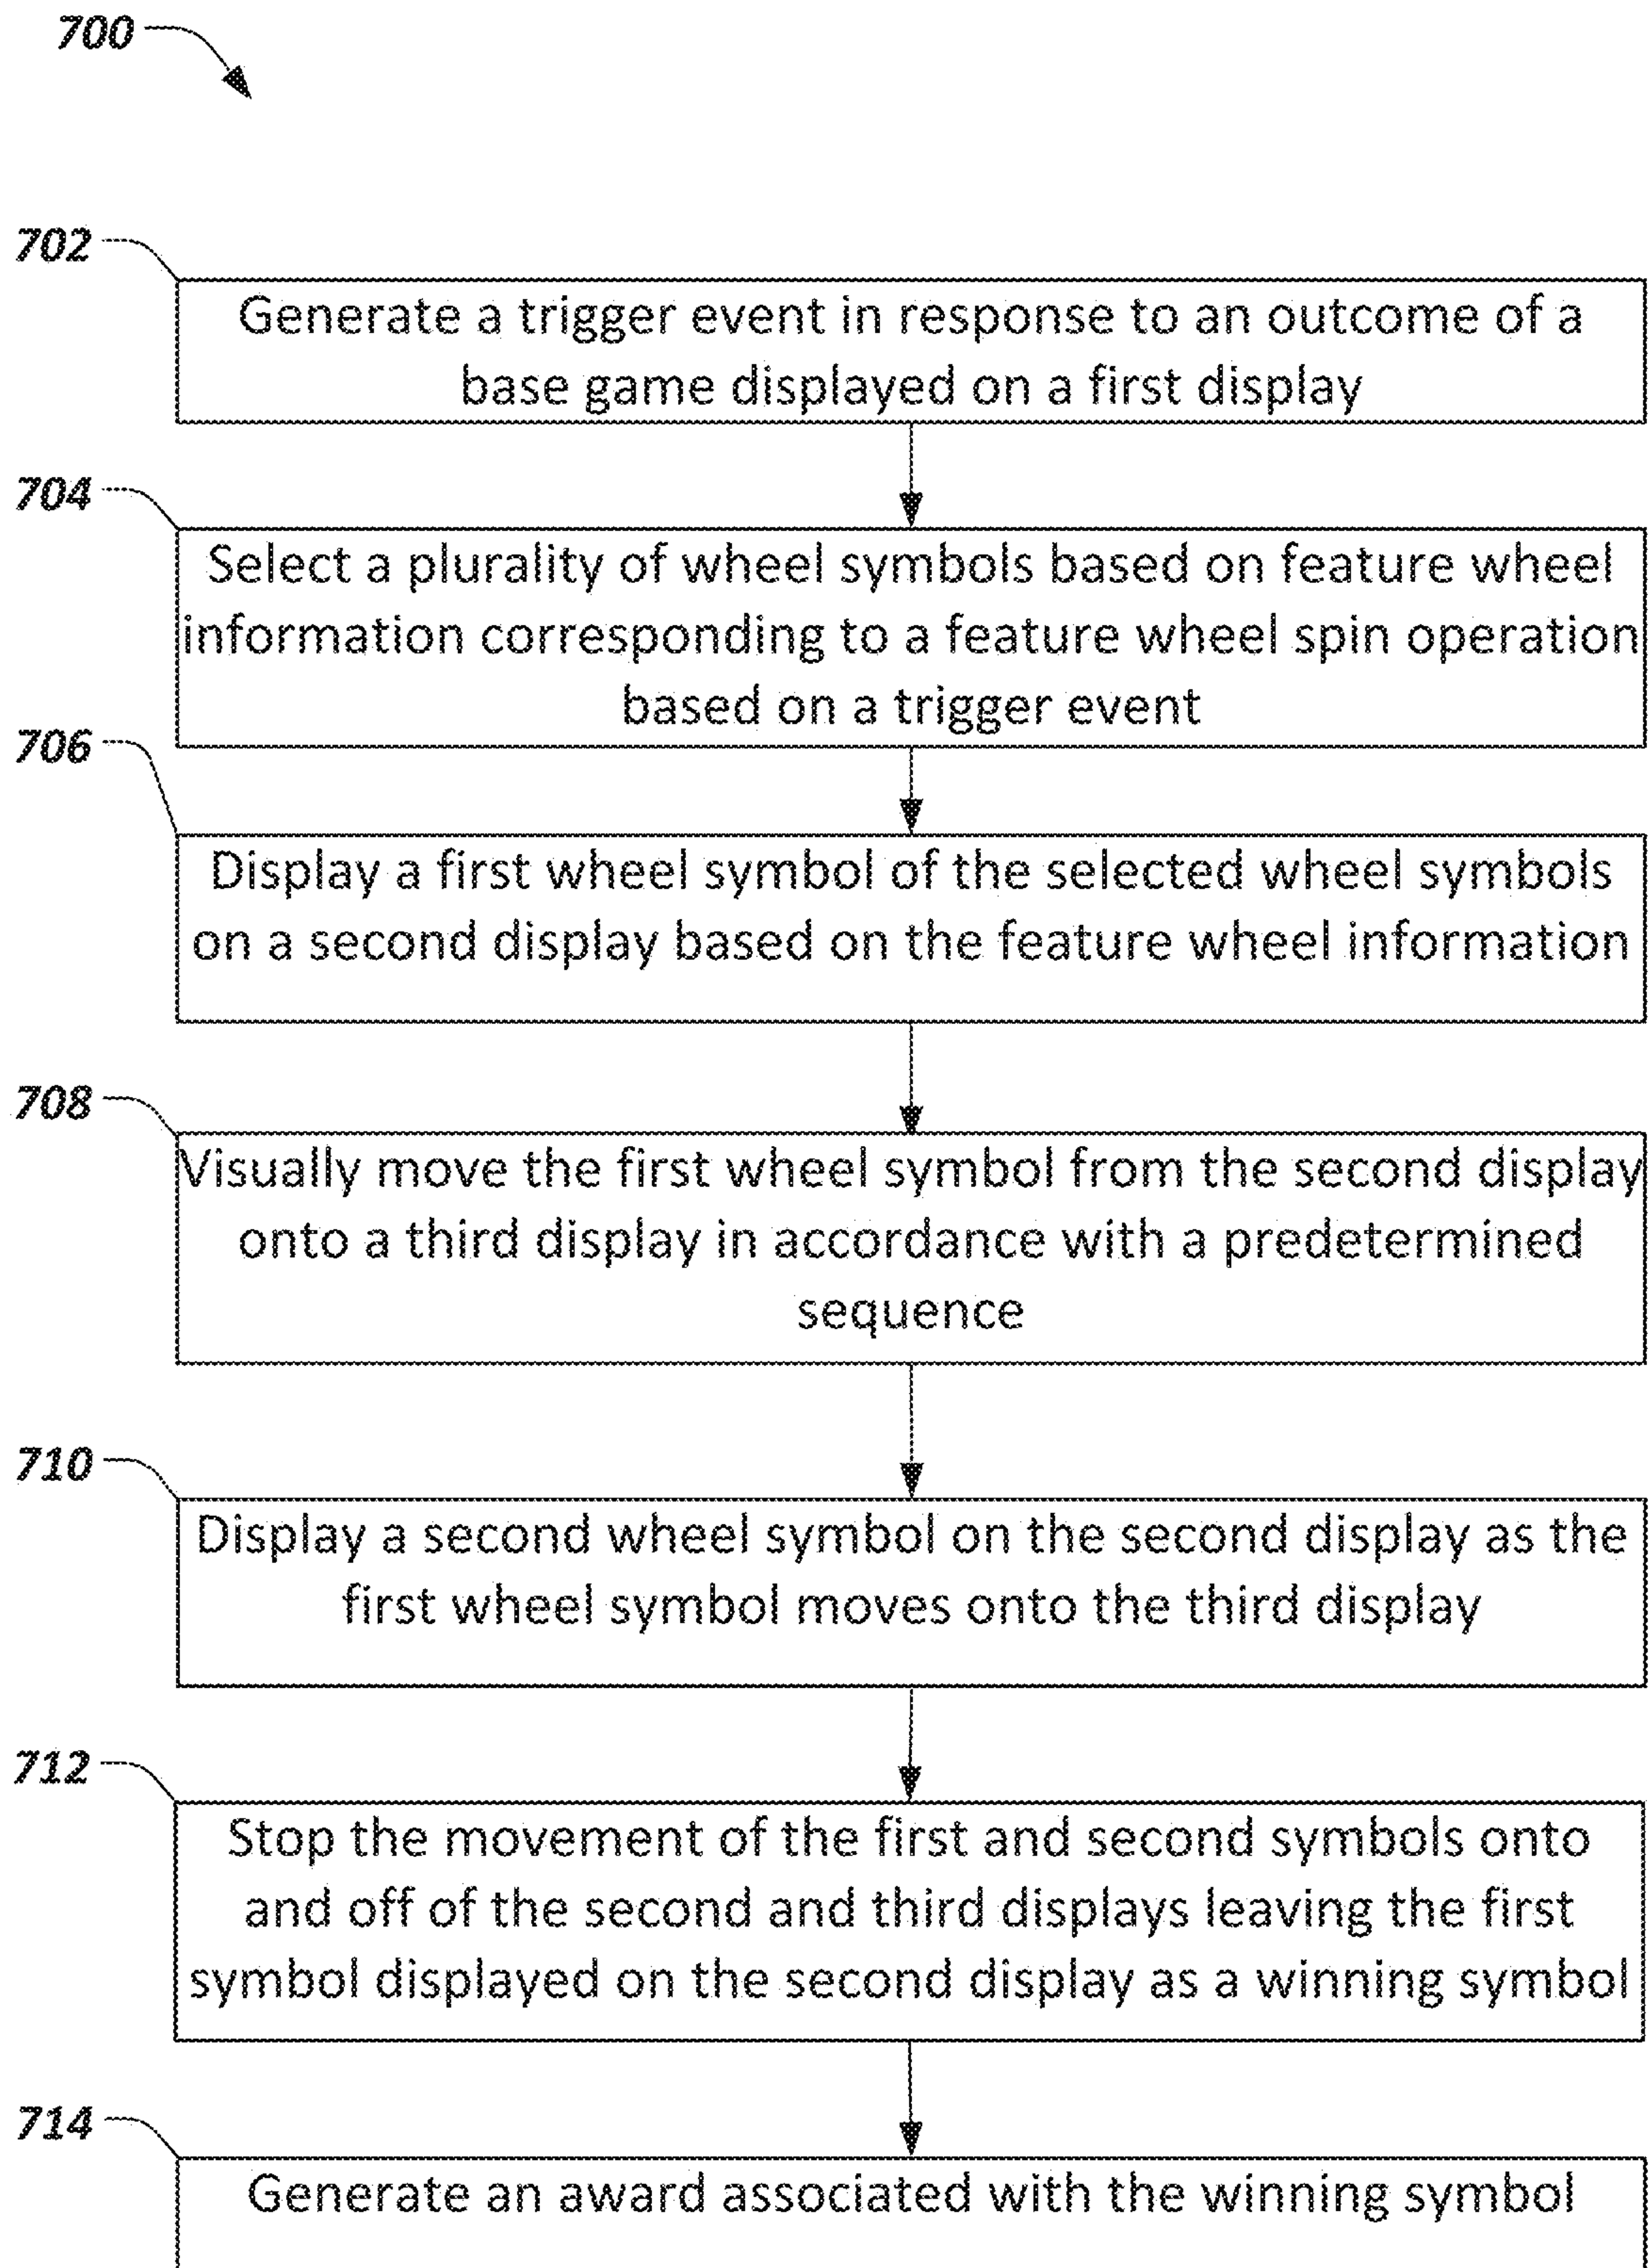 700
702
Generate a trigger event in response to an outcome of a
base game displayed on a first display
704
Select a plurality of wheel symbols based on feature wheel
information corresponding to a feature wheel spin operation
based on a trigger event
706
Display a first wheel symbol of the selected wheel symbols
on a second display based on the feature wheel information
708
Visually move the first wheel symbol from the second display
onto a third display in accordance with a predetermined
sequence
710
Display a second wheel symbol on the second display as the
first wheel symbol moves onto the third display
712
Stop the movement of the first and second symbols onto
and off of the second and third displays leaving the first
symbol displayed on the second display as a winning symbol
714
Generate an award associated with the winning symbol